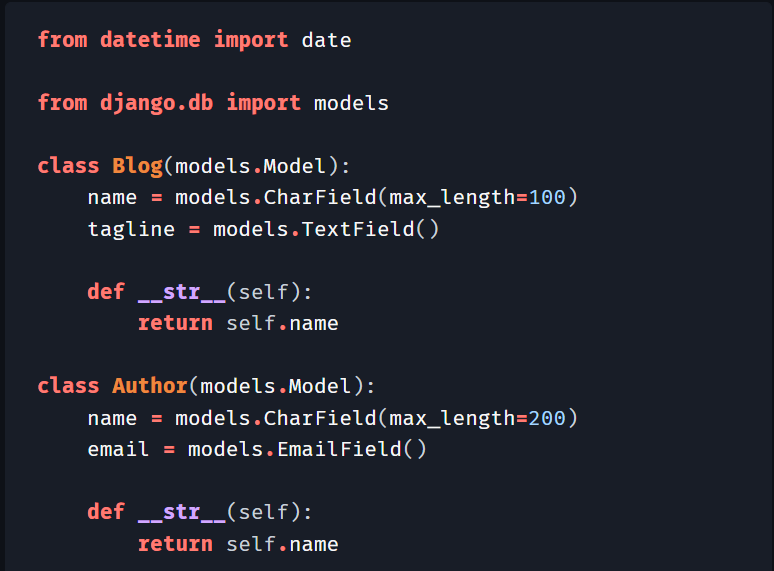 from datetime import date
from django.db import models
class Blog(models.Model):
    name = models.CharField(max_length=100)
    tagline = models.TextField()
    def __str__(self):
        return self.name
class Author(models.Model):
    name = models.CharField(max_length=200)
    email = models.EmailField()
    def __str__(self):
        return self.name